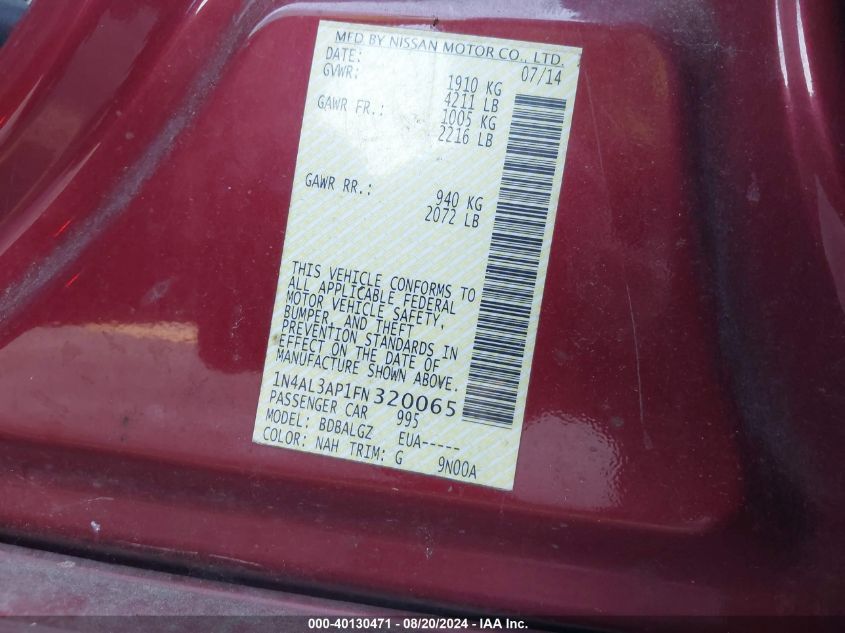 MFD BY NISSAN MOTOR CO., LTD.
DATE: 07/14
GVWR: 1910 KG
4211 LB
GAWR FR.: 1005 KG
2216 LB
GAWR RR.: 940 KG
2072 LB
THIS VEHICLE CONFORMS TO
ALL APPLICABLE FEDERAL
MOTOR VEHICLE SAFETY,
BUMPER, AND THEFT
PREVENTION STANDARDS IN
EFFECT ON THE DATE OF
MANUFACTURE SHOWN ABOVE.
1N4AL3AP1FN320065
PASSENGER CAR 995
MODEL: BDBALGZ EUA-----
COLOR: NAH TRIM: G 9N00A
000-40130471 - 08/20/2024 - IAA Inc.